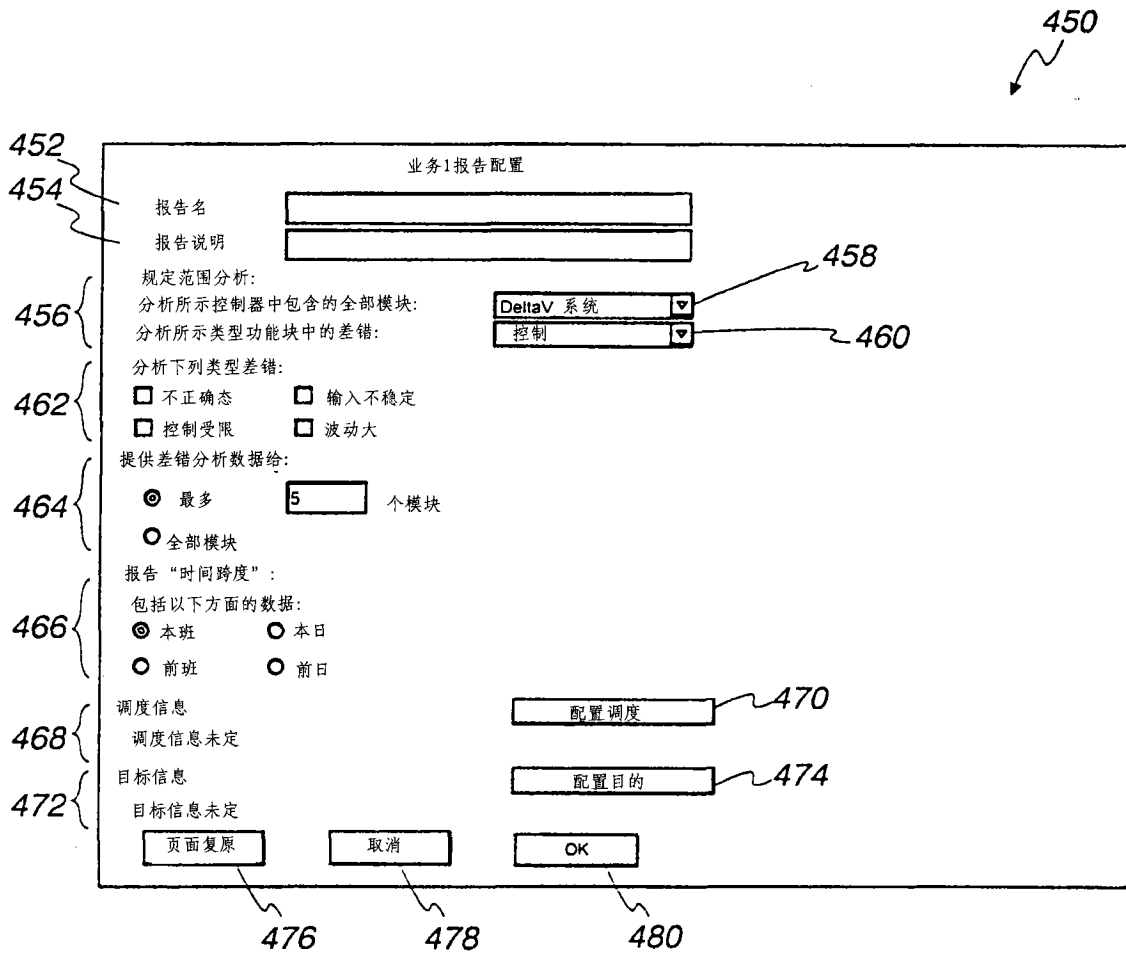 450
452
业务1报告配置
454
报告名
报告说明
规定范围分析:
458
456
分析所示控制器中包含的全部模块:
DeltaV 系统
分析所示类型功能块中的差错:
控制
460
分析下列类型差错:
462
不正确态 输入不稳定
控制受限 波动大
提供差错分析数据给:
464
最多 5 个模块
全部模块
报告“时间跨度”:
466
包括以下方面的数据:
本班 本日
前班 前日
468
调度信息
配置调度
470
调度信息未定
472
目标信息
配置目的
474
目标信息未定
页面复原 取消 OK
476 478 480